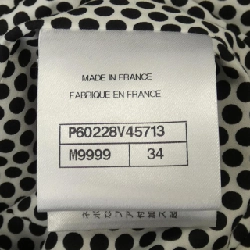 MADE IN FRANCE
FABRIQUE EN FRANCE
P60228V45713
M9999 34